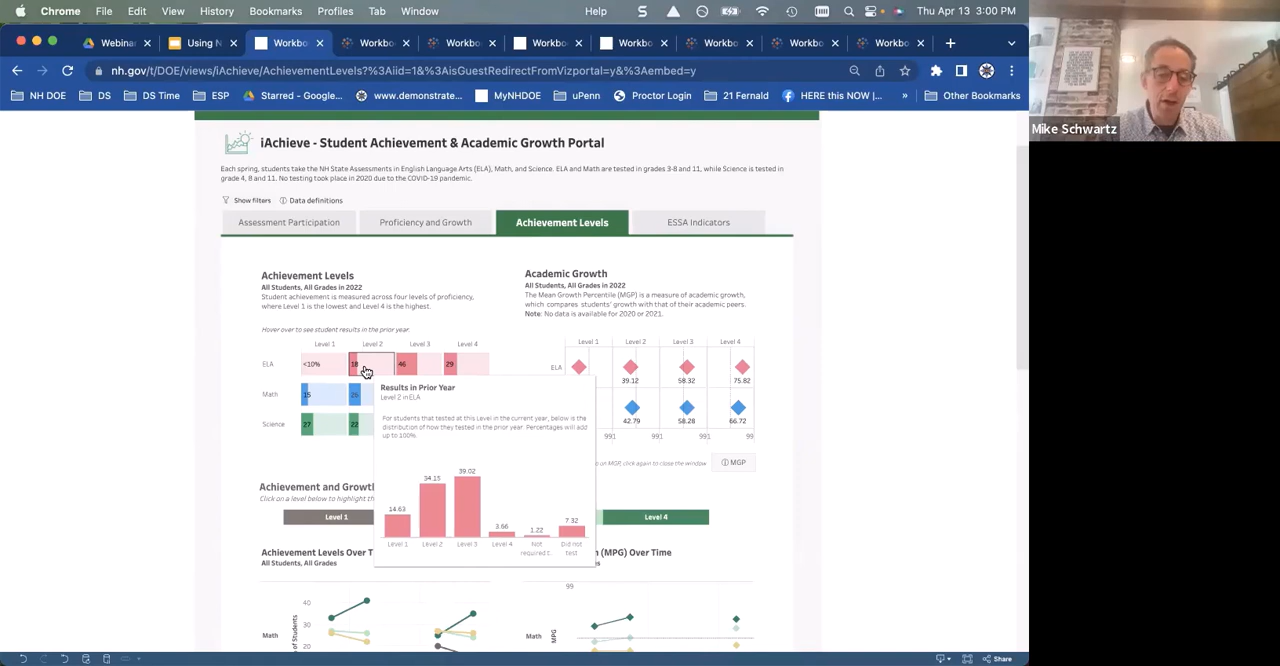 Chrome File Edit View History Bookmarks Profiles Tab Window Help Thu Apr 13 3:00 PM
Webinar Using N Workbo Workbo Workbo Workbo Workbo Workbo Workbo Workbo
nh.gov/t/DOE/views/iAchieve/AchievementLevels?%3Aiid=1&%3AisGuestRedirectFromVizportal=y&%3Aembed=y
NH DOE DS DS Time ESP Starred - Google... www.demonstrate... MyNHDOE uPenn Proctor Login 21 Fernald HERE this NOW |... » Other Bookmarks
Mike Schwartz
iAchieve - Student Achievement & Academic Growth Portal
Each spring, students take the NH State Assessments in English Language Arts (ELA), Math, and Science. ELA and Math are tested in grades 3-8 and 11, while Science is tested in
grade 4, 8 and 11. No testing took place in 2020 due to the COVID-19 pandemic.
Show filters Data definitions
Assessment Participation Proficiency and Growth Achievement Levels ESSA Indicators
Achievement Levels
All Students, All Grades in 2022
Student achievement is measured across four levels of proficiency,
where Level 1 is the lowest and Level 4 is the highest.
Hover over to see student results in the prior year.
Level 1 Level 2 Level 3 Level 4
ELA <10% 18 46 29
Math 15 26
Science 27 22
Academic Growth
All Students, All Grades in 2022
The Mean Growth Percentile (MGP) is a measure of academic growth,
which compares students' growth with that of their academic peers.
Note: No data is available for 2020 or 2021.
Level 1 Level 2 Level 3 Level 4
ELA
39.12 58.32 75.82
42.79 58.28 66.72
991 991 991 99
s on MGP, click again to close the window. MGP
Results in Prior Year
Level 2 in ELA
For students that tested at this Level in the current year, below is the
distribution of how they tested in the prior year. Percentages will add
up to 100%.
14.63 34.15 39.02 3.66 1.22 7.32
Level 1 Level 2 Level 3 Level 4 Not Did not
required t. test
Achievement and Growth
Click on a level below to highlight th
Level 1 Level 4
Achievement Levels Over T
All Students, All Grades
40
30
20
Math
of Students
n (MPG) Over Time
es
99
Math
MPG
Share